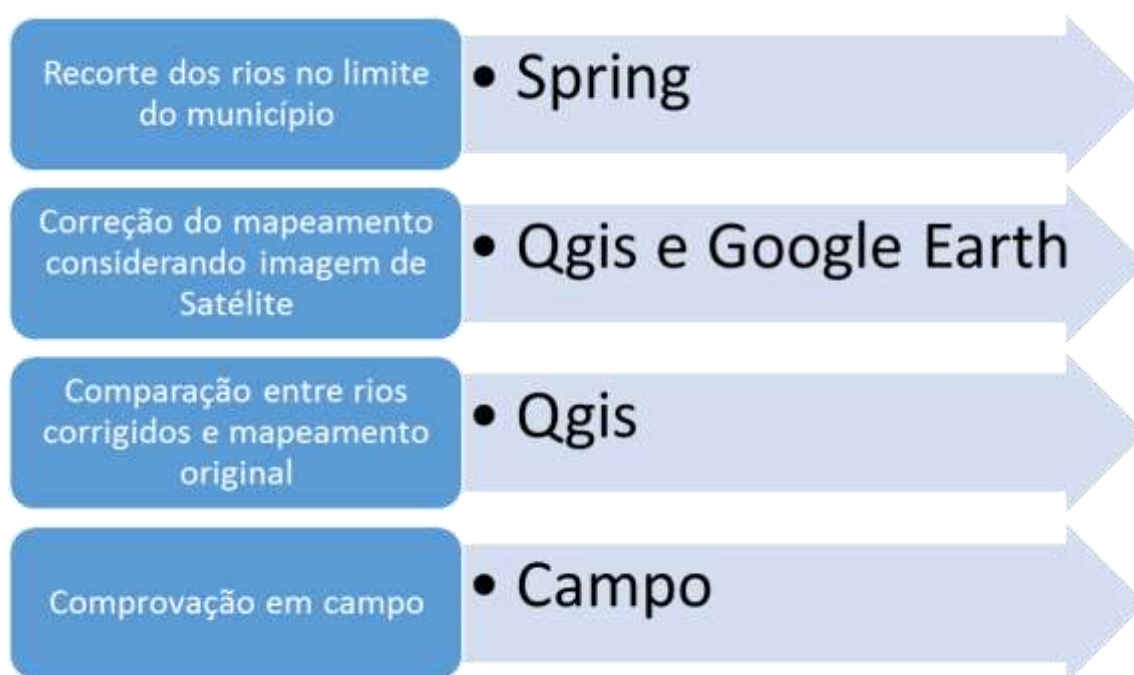 Recorte dos rios no limite
do município
• Spring
Correção do mapeamento
considerando imagem de
Satélite
• Qgis e Google Earth
Comparação entre rios
corrigidos e mapeamento
original
• Qgis
Comprovação em campo
• Campo